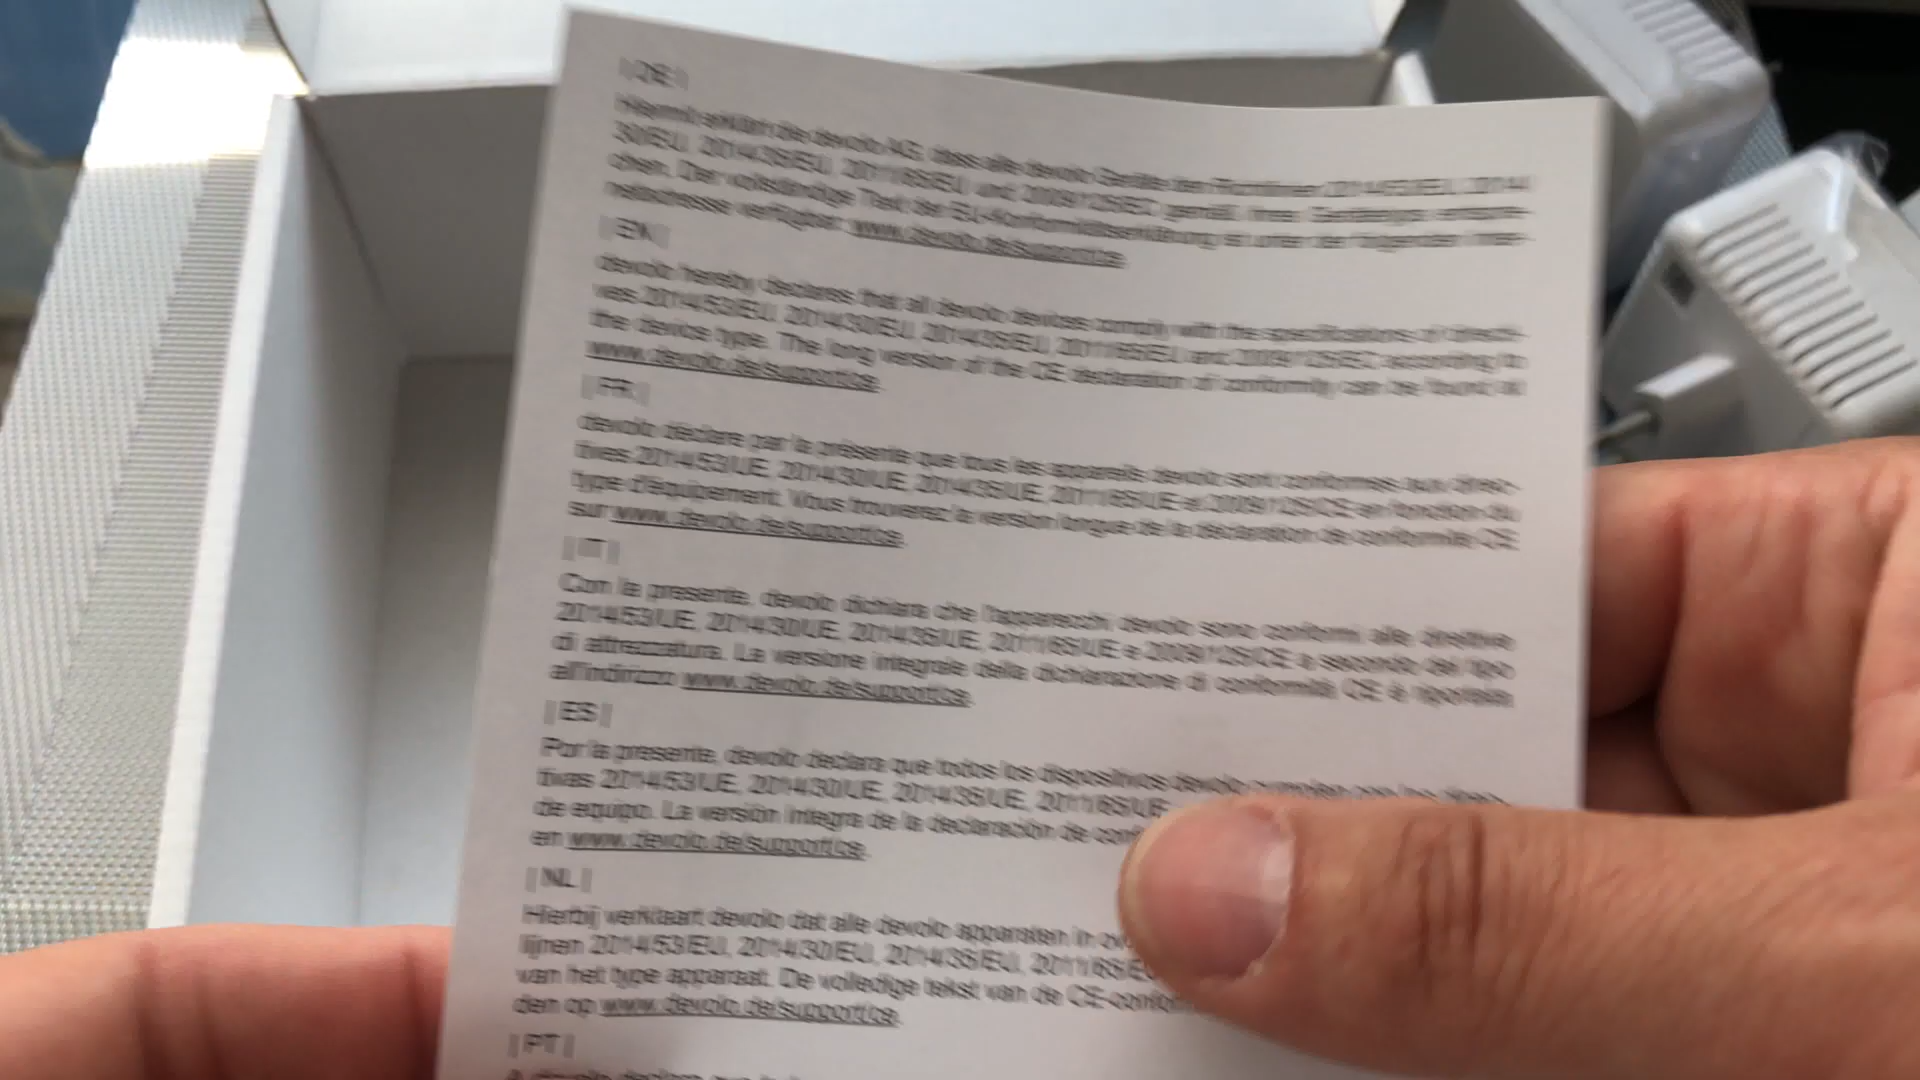 | DE |
Hiermit erklärt die devolo AG, dass alle devolo Geräte den Richtlinien 2014/53/EU, 2014/
30/EU, 2014/35/EU, 2011/65/EU und 2009/125/EC gemäß ihres Gerätetyps entspre-
chen. Der vollständige Text der EU-Konformitätserklärung ist unter der folgenden Inter-
netadresse verfügbar: www.devolo.de/support/ce.
| EN |
devolo hereby declares that all devolo devices comply with the specifications of directi-
ves 2014/53/EU, 2014/30/EU, 2014/35/EU, 2011/65/EU and 2009/125/EC according to
the device type. The long version of the CE declaration of conformity can be found at
www.devolo.de/support/ce.
| FR |
devolo déclare par la présente que tous les appareils devolo sont conformes aux direc-
tives 2014/53/UE, 2014/30/UE, 2014/35/UE, 2011/65/UE et 2009/125/CE en fonction du
type d'équipement. Vous trouverez la version longue de la déclaration de conformité CE
sur www.devolo.de/support/ce.
| IT |
Con la presente, devolo dichiara che l'apparecchi devolo sono conformi alle direttive
2014/53/UE, 2014/30/UE, 2014/35/UE, 2011/65/UE e 2009/125/CE a seconda del tipo
di attrezzatura. La versione integrale della dichiarazione di conformità CE è riportata
all'indirizzo www.devolo.de/support/ce.
| ES |
Por la presente, devolo declara que todos los dispositivos devolo cumplen con las direc-
tivas 2014/53/UE, 2014/30/UE, 2014/35/UE, 2011/65/UE
de equipo. La versión íntegra de la declaración de
en www.devolo.de/support/ce.
| NL |
Hierbij verklaart devolo dat alle devolo apparaten in
lijnen 2014/53/EU, 2014/30/EU, 2014/35/EU, 2011/65/EU
van het type apparaat. De volledige tekst van de
den op www.devolo.de/support/ce.
| PT |
A devolo declara que